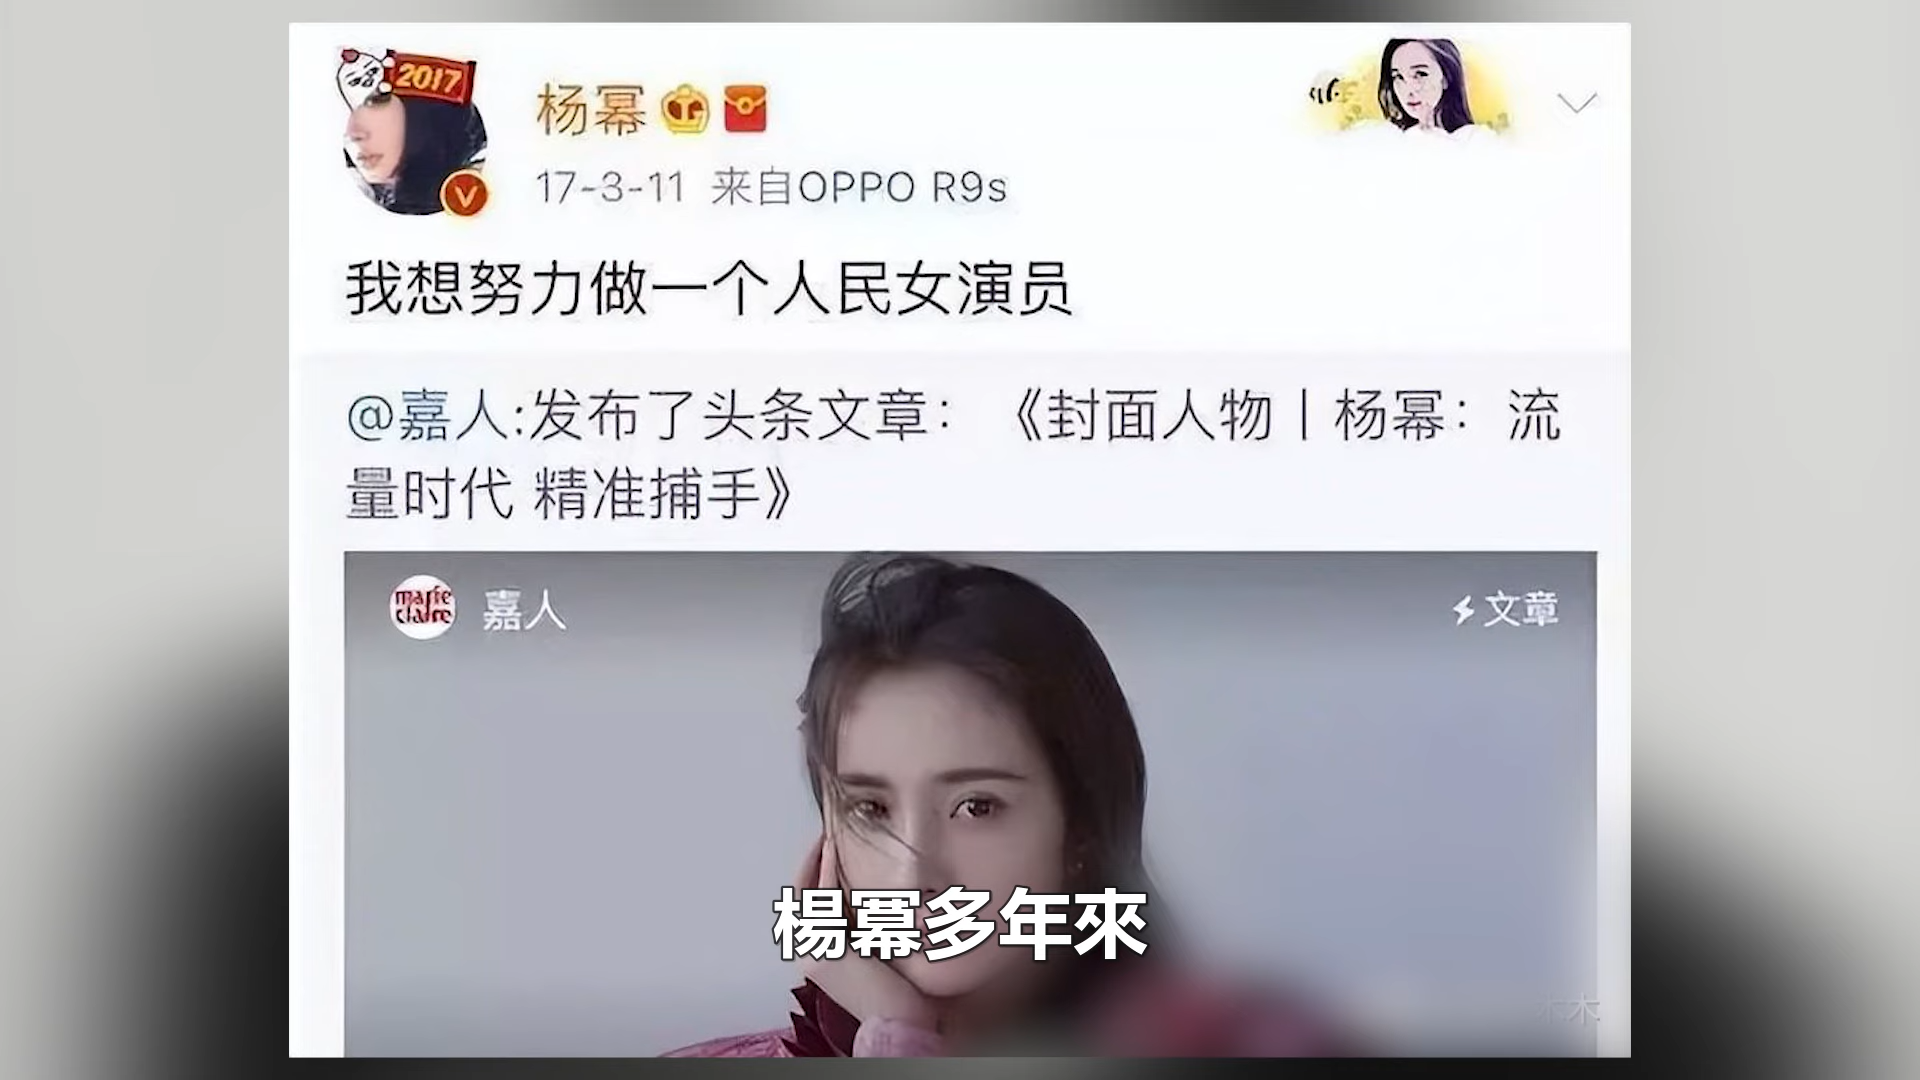 2017
杨幂
17-3-11 来自OPPO R9s
我想努力做一个人民女演员
@嘉人:发布了头条文章：《封面人物丨杨幂：流
量时代 精准捕手》
marie claire
嘉人
文章
楊冪多年來